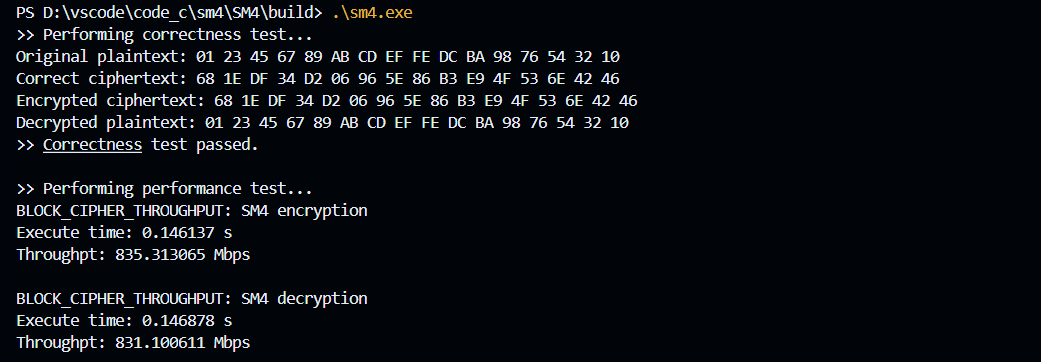 PS D:\vscode\code_c\sm4\SM4\build> .\sm4.exe
>> Performing correctness test...
Original plaintext: 01 23 45 67 89 AB CD EF FE DC BA 98 76 54 32 10
Correct ciphertext: 68 1E DF 34 D2 06 96 5E 86 B3 E9 4F 53 6E 42 46
Encrypted ciphertext: 68 1E DF 34 D2 06 96 5E 86 B3 E9 4F 53 6E 42 46
Decrypted plaintext: 01 23 45 67 89 AB CD EF FE DC BA 98 76 54 32 10
>> Correctness test passed.
>> Performing performance test...
BLOCK_CIPHER_THROUGHPUT: SM4 encryption
Execute time: 0.146137 s
Throughpt: 835.313065 Mbps
BLOCK_CIPHER_THROUGHPUT: SM4 decryption
Execute time: 0.146878 s
Throughpt: 831.100611 Mbps